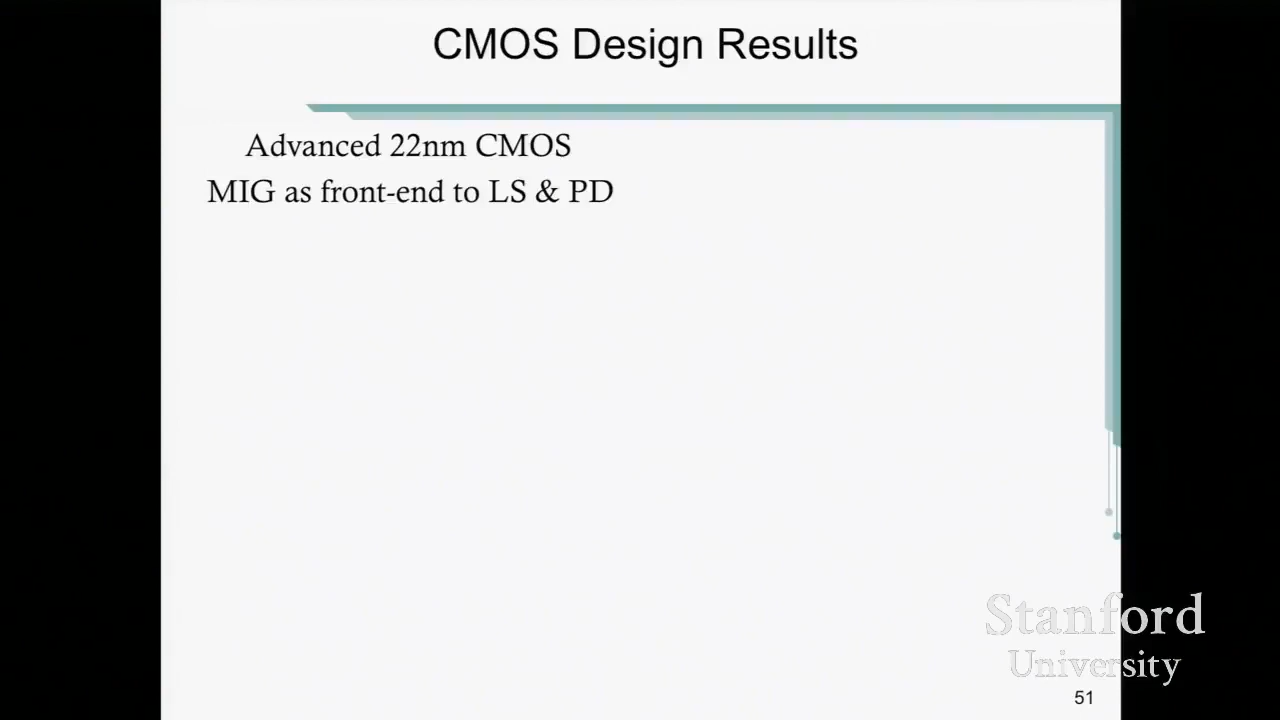 CMOS Design Results
Advanced 22nm CMOS
MIG as front-end to LS & PD
Stanford
University
51